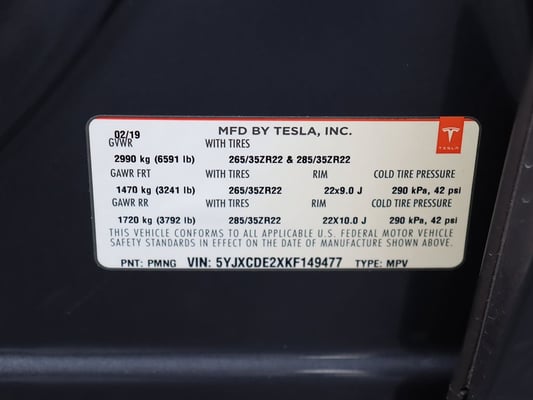 02/19 MFD BY TESLA, INC.
GVWR WITH TIRES
2990 kg (6591 lb) 265/35ZR22 & 285/35ZR22
GAWR FRT WITH TIRES RIM COLD TIRE PRESSURE
1470 kg (3241 lb) 265/35ZR22 22x9.0 J 290 kPa, 42 psi
GAWR RR WITH TIRES RIM COLD TIRE PRESSURE
1720 kg (3792 lb) 285/35ZR22 22X10.0 J 290 kPa, 42 psi
THIS VEHICLE CONFORMS TO ALL APPLICABLE U.S. FEDERAL MOTOR VEHICLE
SAFETY STANDARDS IN EFFECT ON THE DATE OF MANUFACTURE SHOWN ABOVE.
PNT: PMNG VIN: 5YJXCDE2XKF149477 TYPE: MPV
TESLA